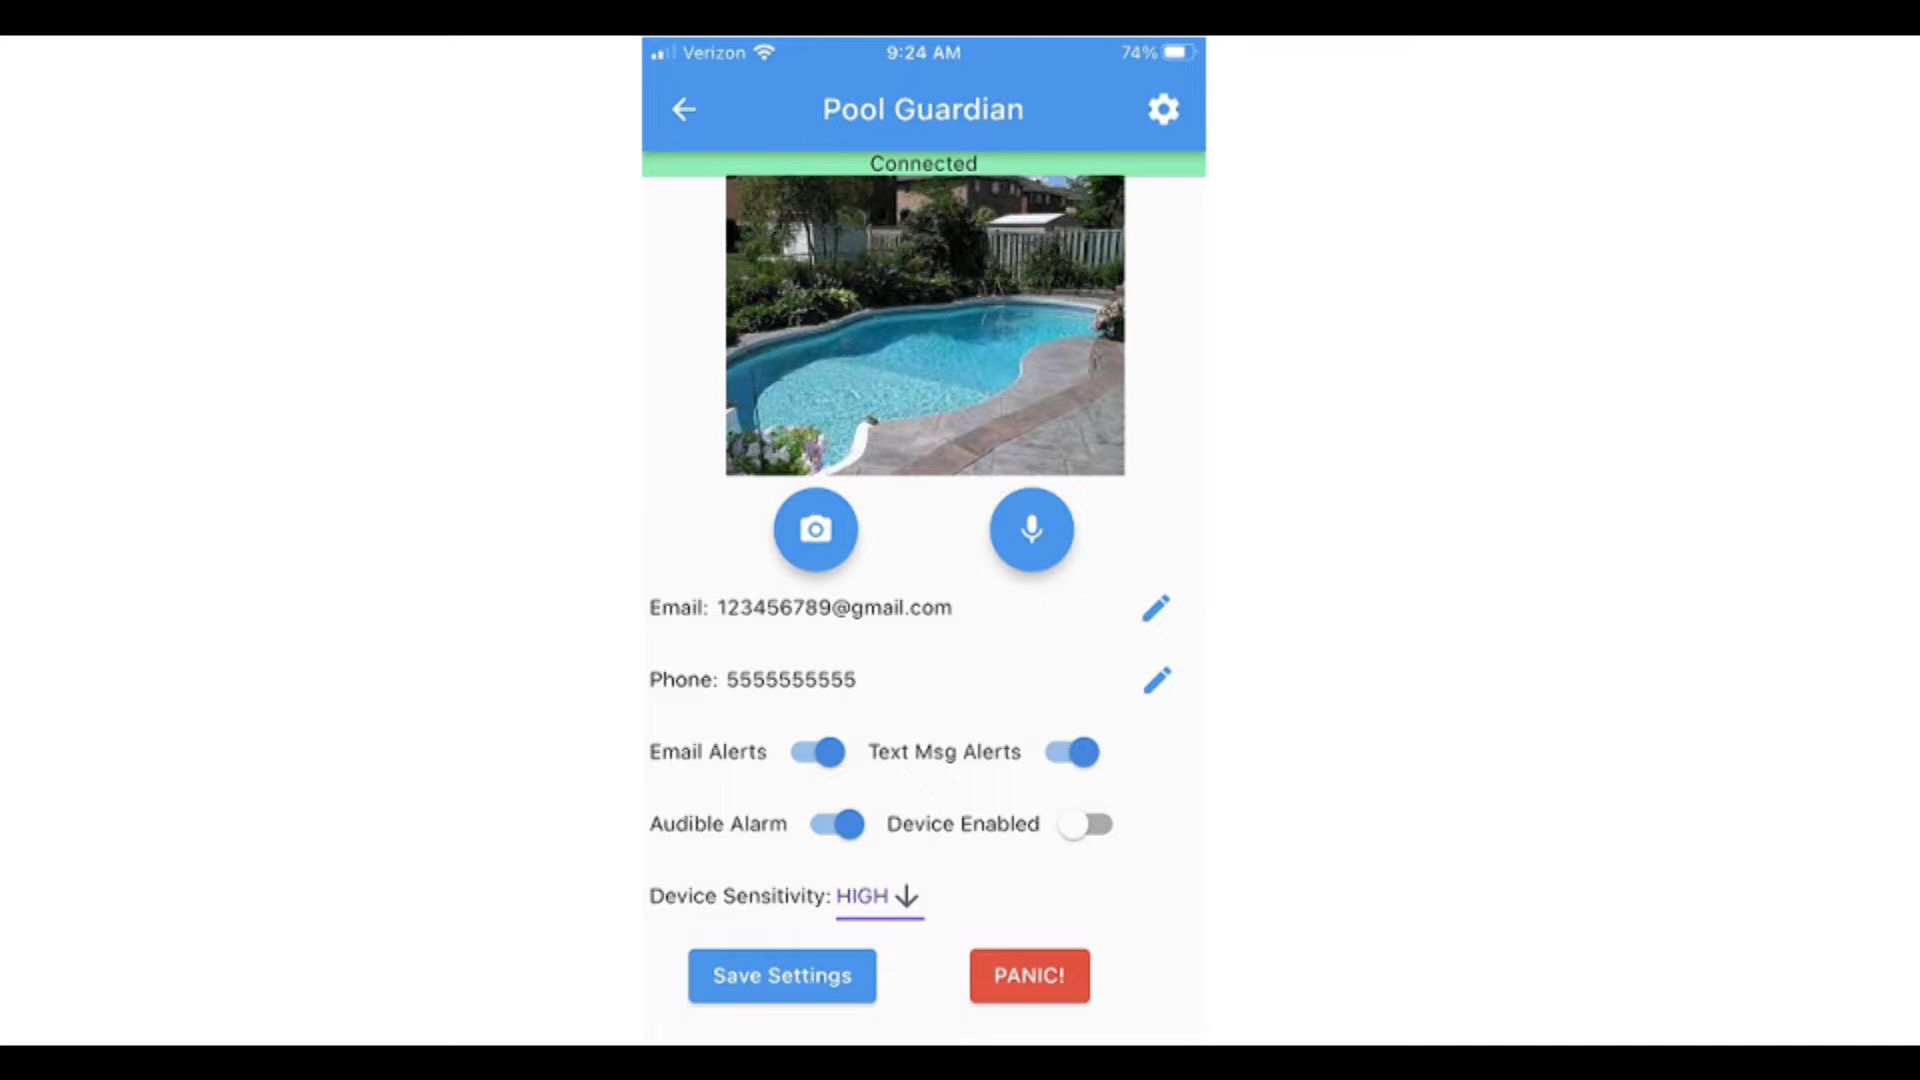 Verizon 9:24 AM 74%
Pool Guardian
Connected
Email: 123456789@gmail.com
Phone: 5555555555
Email Alerts Text Msg Alerts
Audible Alarm Device Enabled
Device Sensitivity: HIGH
Save Settings PANIC!